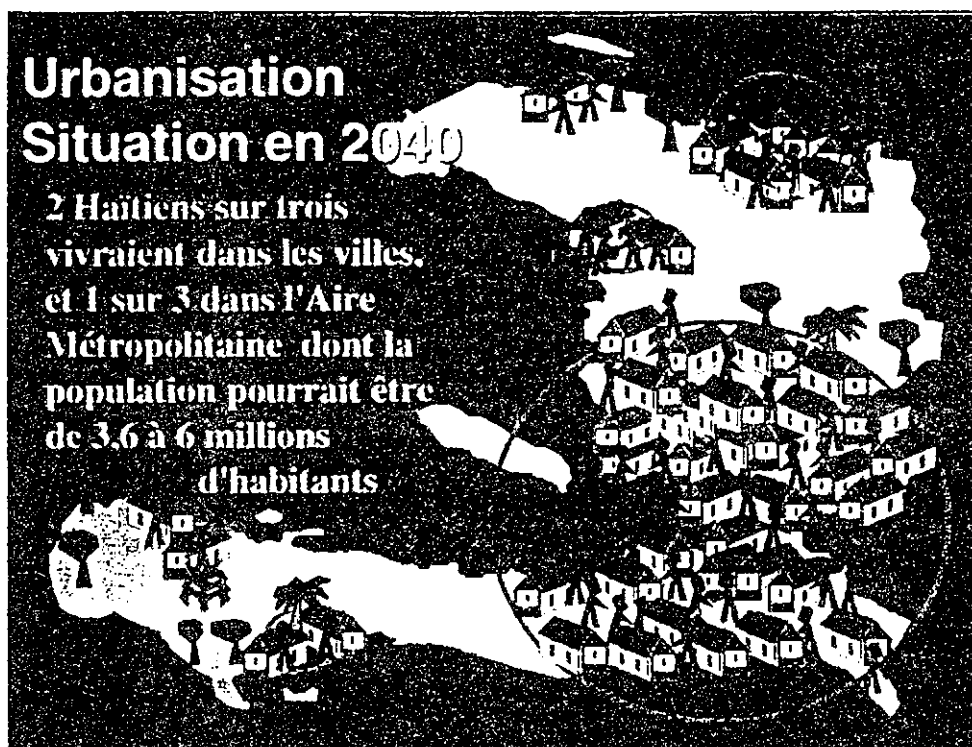 Urbanisation
Situation en 2040
2 Haïtiens sur trois
vivraient dans les villes,
et 1 sur 3 dans l'Aire
Métropolitaine dont la
population pourrait être
de 3,6 à 6 millions
d'habitants